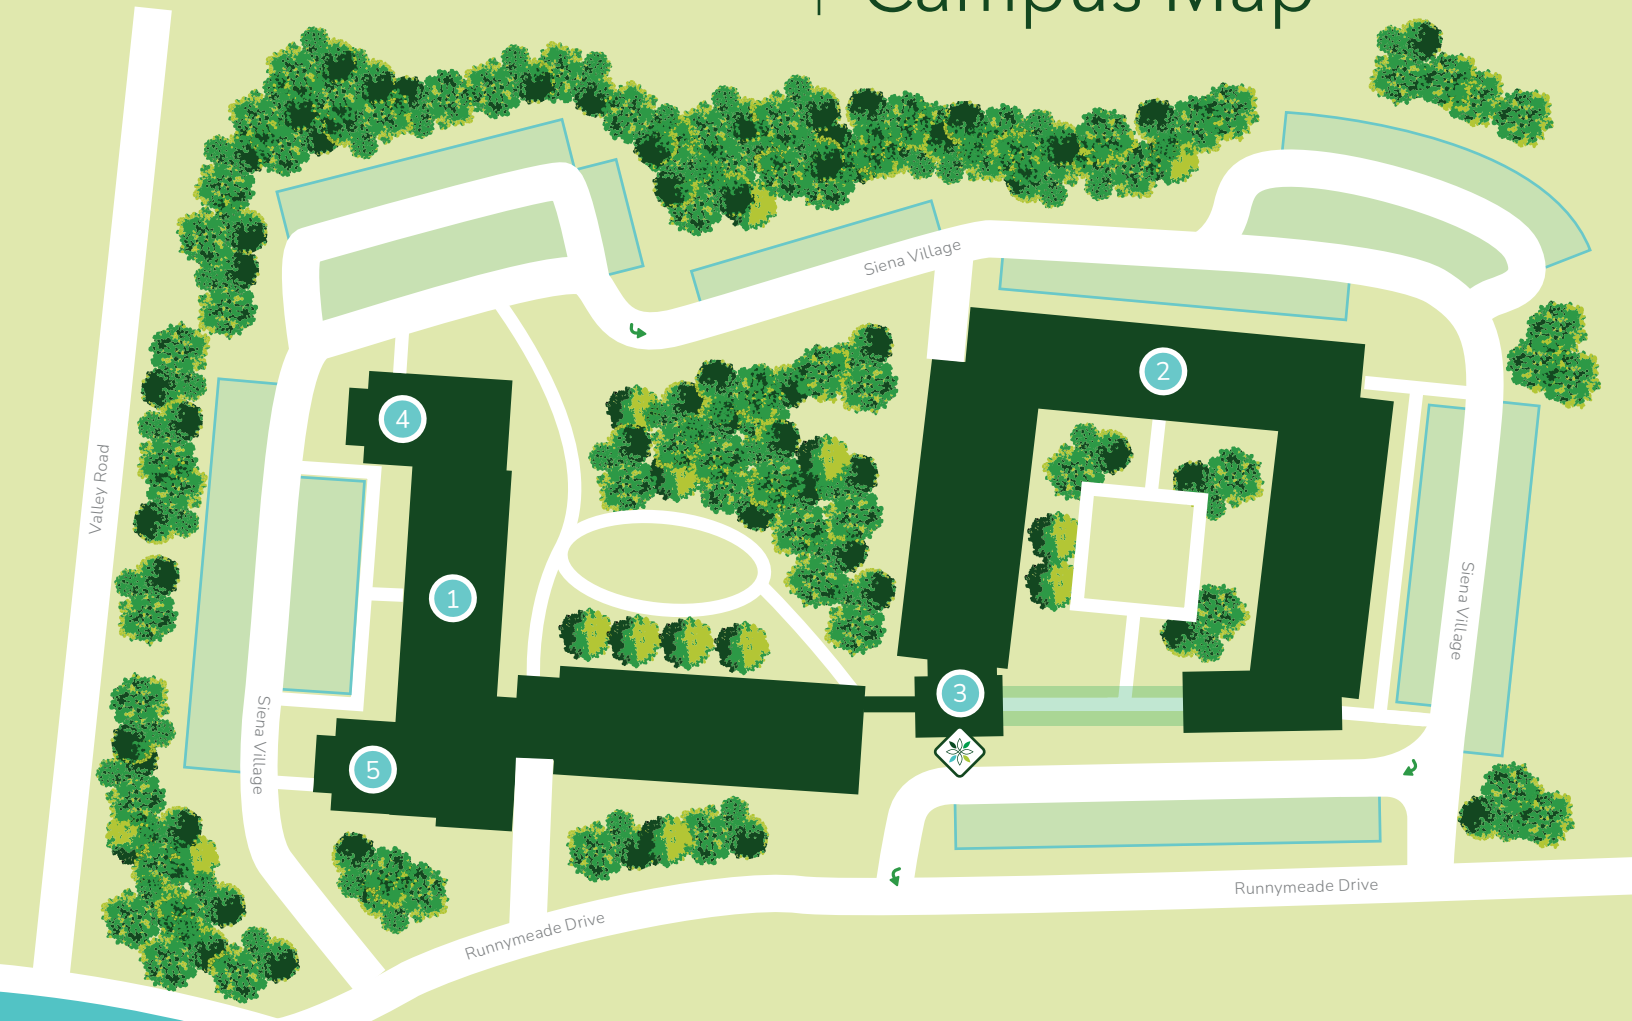 Campus Map
Siena Village
2
4
Valley Road
1
Siena Village
3
Siena Village
5
Runnymeade Drive
Runnymeade Drive